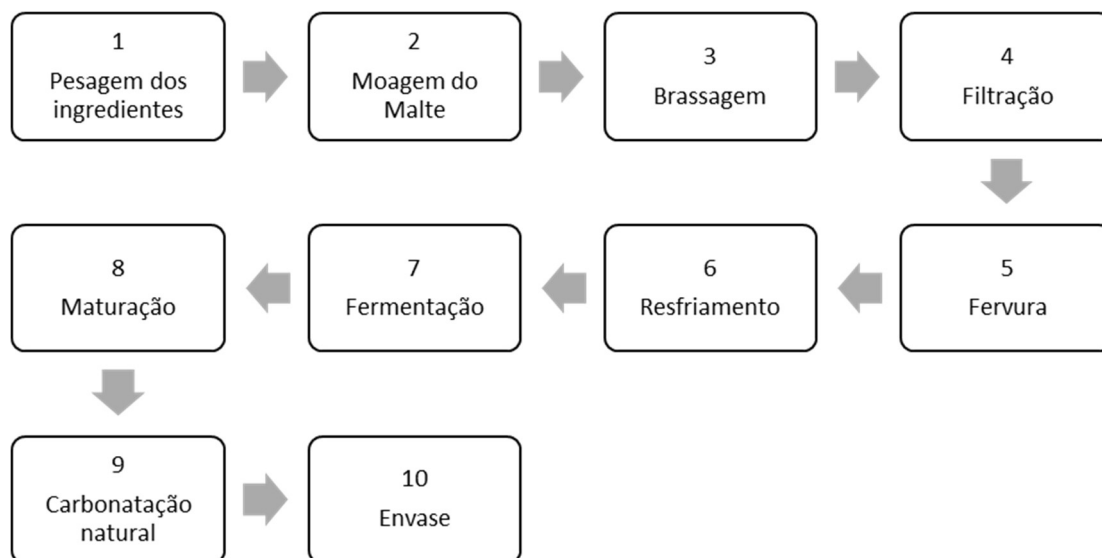 1
Pesagem dos
ingredientes
2
Moagem do
Malte
3
Brassagem
4
Filtração
5
Fervura
6
Resfriamento
7
Fermentação
8
Maturação
9
Carbonatação
natural
10
Envase